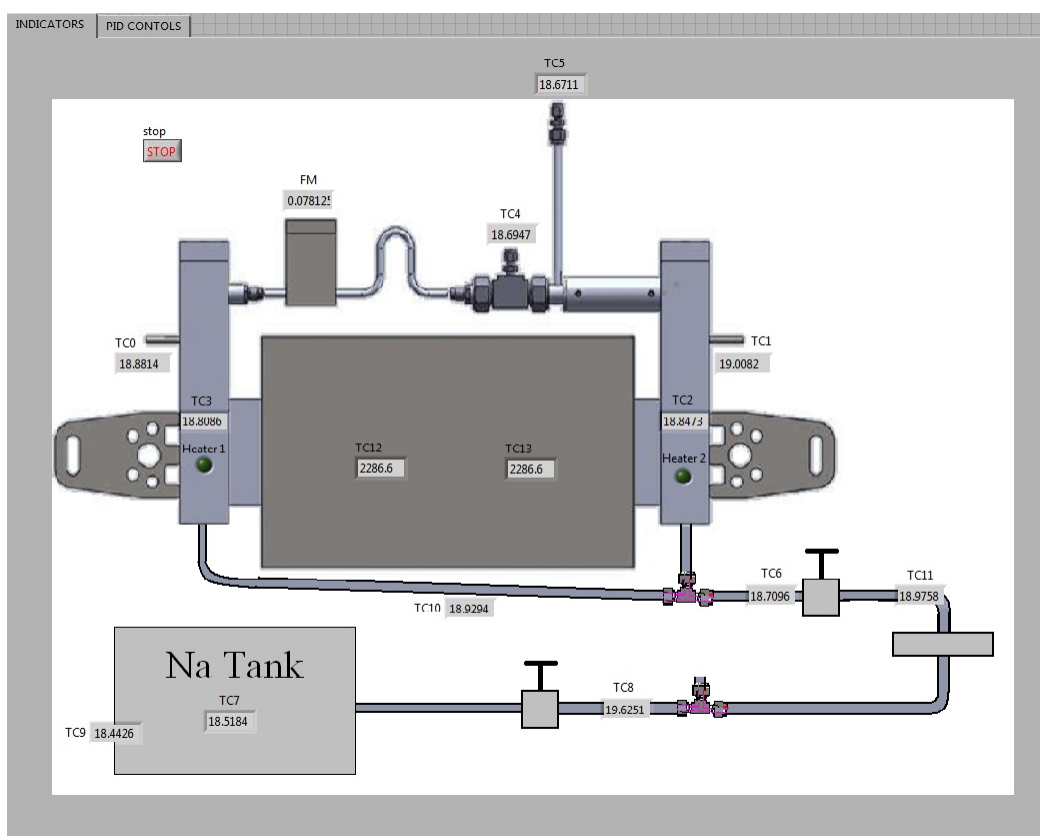 INDICATORS
PID CONTOLS
TC5
18.6711
stop
STOP
FM
0.07812
TC4
18.6947
TC0
18.8814
TC1
19.0082
TC3
18.8086
Heater 1
TC2
18.8473
Heater 2
TC12
2286.6
TC13
2286.6
TC6
18.7096
TC11
18.9758
TC10
18.9294
Na Tank
TC7
18.5184
TC8
19.6251
TC9
18.4426